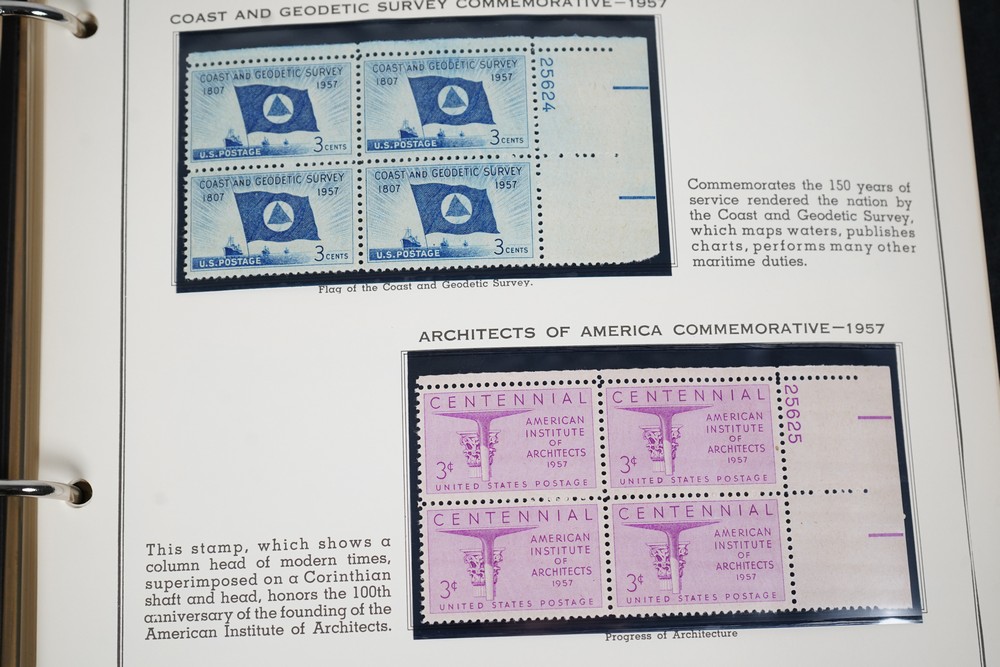 COAST AND GEODETIC SURVEY COMMEMORATIVE—1957
COAST AND GEODETIC SURVEY
1807 1957
3 CENTS
U.S. POSTAGE
COAST AND GEODETIC SURVEY
1807 1957
3 CENTS
U.S. POSTAGE
25624
COAST AND GEODETIC SURVEY
1807 1957
3 CENTS
U.S. POSTAGE
COAST AND GEODETIC SURVEY
1807 1957
3 CENTS
U.S. POSTAGE
Flag of the Coast and Geodetic Survey.
Commemorates the 150 years of
service rendered the nation by
the Coast and Geodetic Survey,
which maps waters, publishes
charts, performs many other
maritime duties.
ARCHITECTS OF AMERICA COMMEMORATIVE—1957
CENTENNIAL
AMERICAN
INSTITUTE
OF
ARCHITECTS
1957
3¢
UNITED STATES POSTAGE
CENTENNIAL
AMERICAN
INSTITUTE
OF
ARCHITECTS
1957
3¢
UNITED STATES POSTAGE
25625
CENTENNIAL
AMERICAN
INSTITUTE
OF
ARCHITECTS
1957
3¢
UNITED STATES POSTAGE
CENTENNIAL
AMERICAN
INSTITUTE
OF
ARCHITECTS
1957
3¢
UNITED STATES POSTAGE
Progress of Architecture
This stamp, which shows a
column head of modern times,
superimposed on a Corinthian
shaft and head, honors the 100th
anniversary of the founding of the
American Institute of Architects.